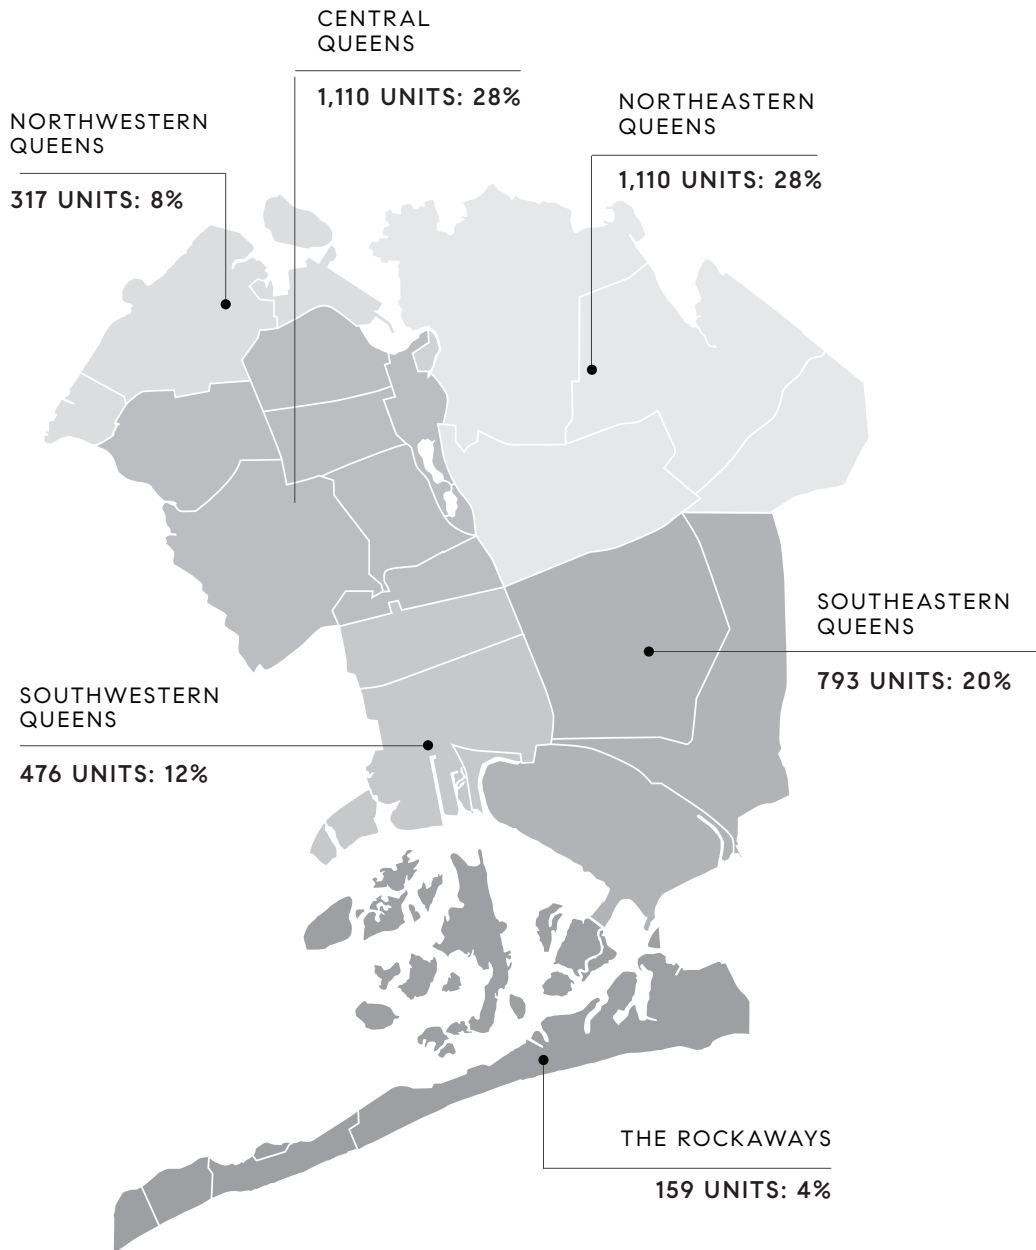 CENTRAL
QUEENS
1,110 UNITS: 28%
NORTHEASTERN
QUEENS
1,110 UNITS: 28%
NORTHWESTERN
QUEENS
317 UNITS: 8%
SOUTHEASTERN
QUEENS
793 UNITS: 20%
SOUTHWESTERN
QUEENS
476 UNITS: 12%
THE ROCKAWAYS
159 UNITS: 4%